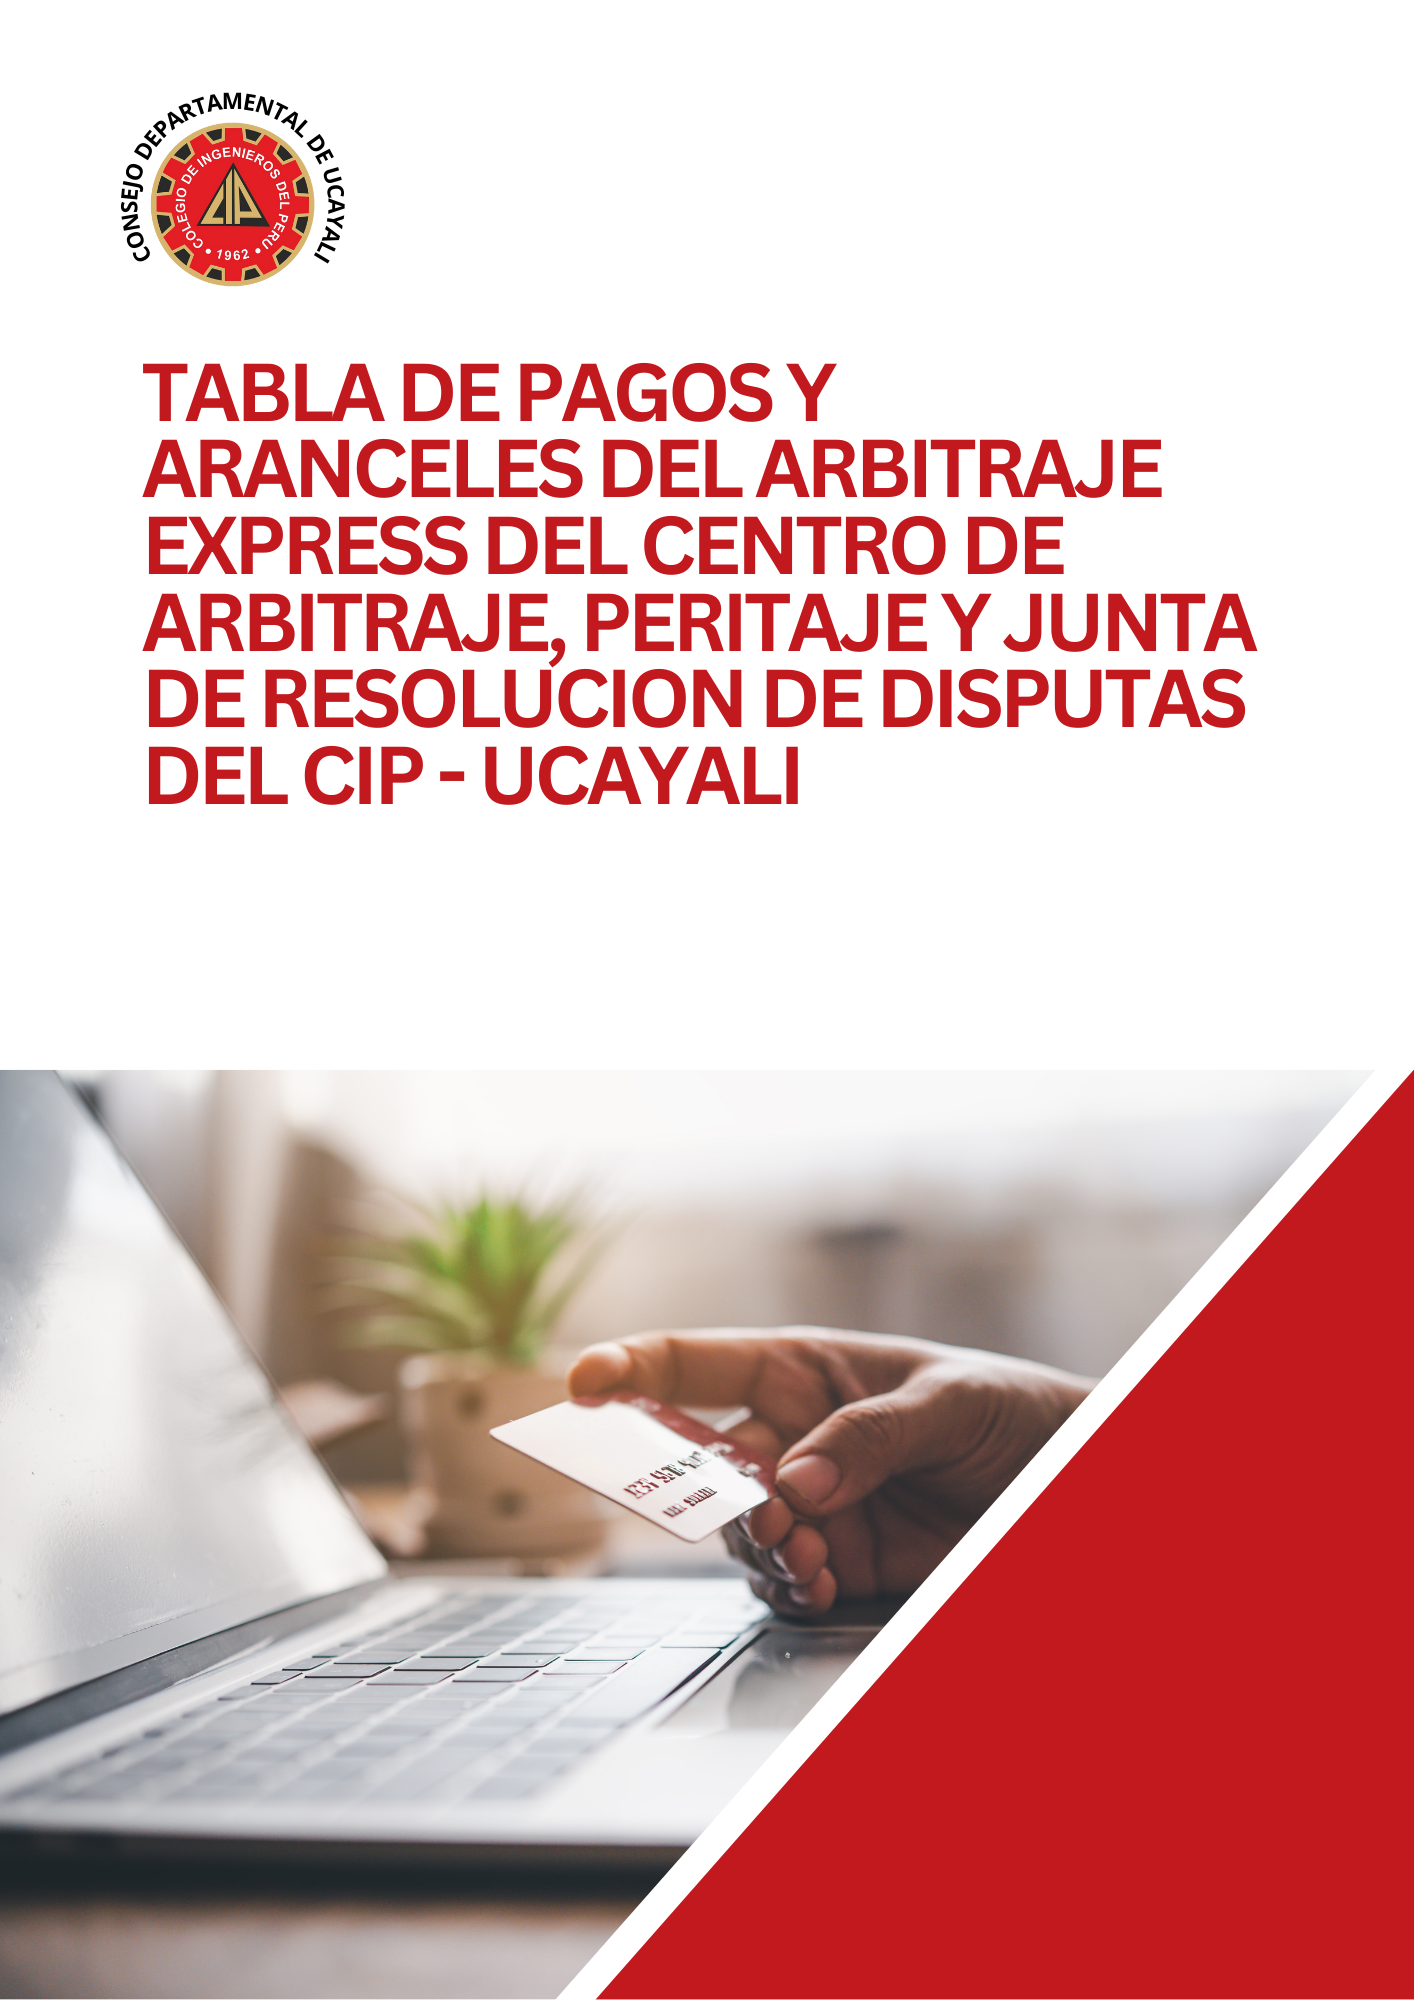 CONSEJO DEPARTAMENTAL DE UCAYALI
COLEGIO DE INGENIEROS DEL PERU
CIP
• 1962 •
TABLA DE PAGOS Y
ARANCELES DEL ARBITRAJE
EXPRESS DEL CENTRO DE
ARBITRAJE, PERITAJE Y JUNTA
DE RESOLUCION DE DISPUTAS
DEL CIP - UCAYALI